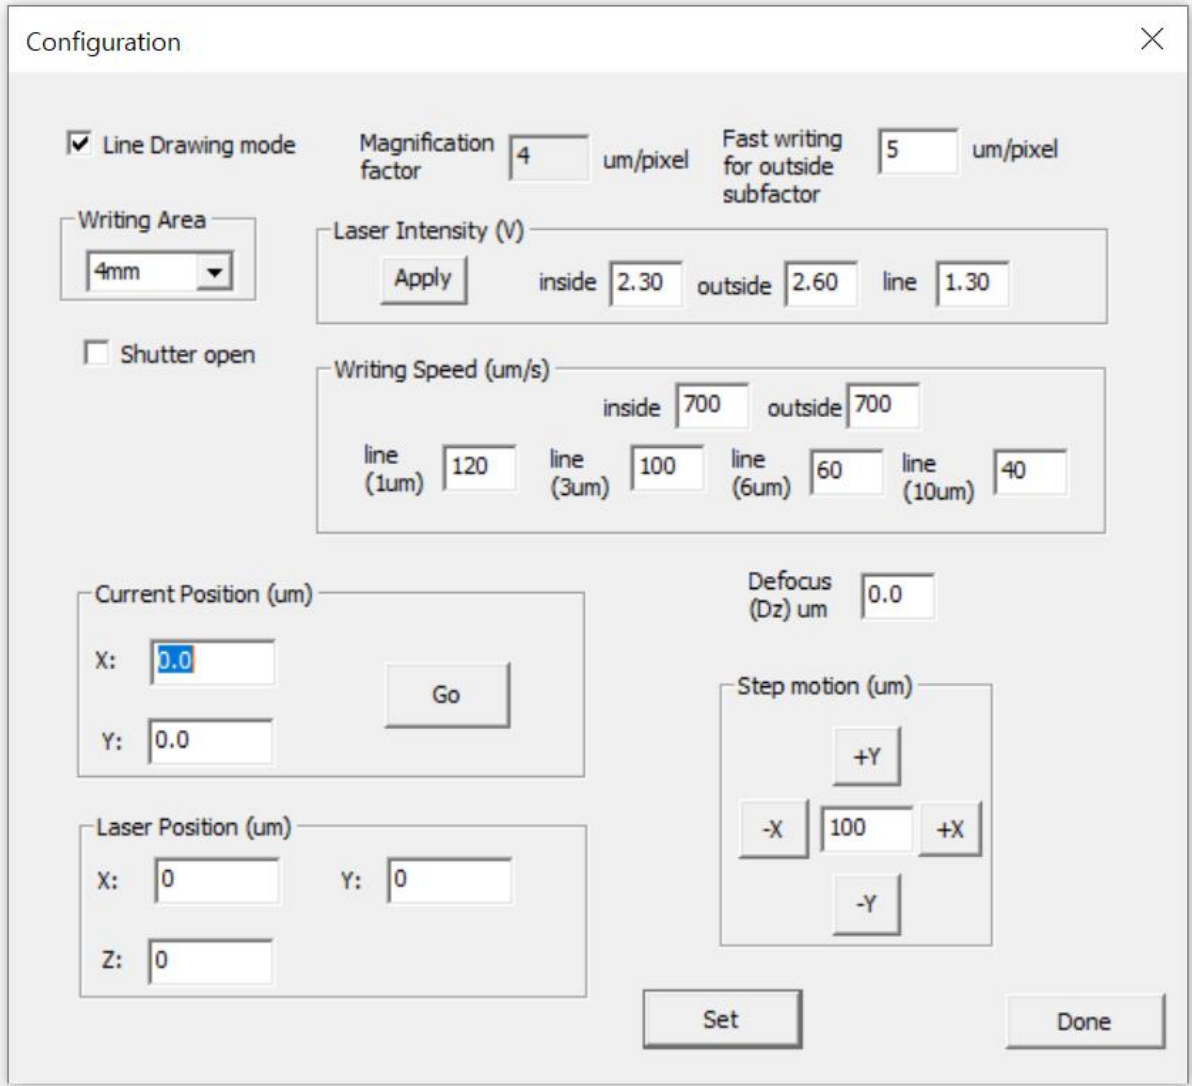 Configuration
Line Drawing mode
Magnification
factor
4
um/pixel
Fast writing
for outside
subfactor
5
um/pixel
Writing Area
4mm
Laser Intensity (V)
Apply
inside 2.30 outside 2.60 line 1.30
Shutter open
Writing Speed (um/s)
inside 700 outside 700
line
(1um)
120
line
(3um)
100
line
(6um)
60
line
(10um)
40
Current Position (um)
X: 0.0
Y: 0.0
Go
Defocus
(Dz) um
0.0
Step motion (um)
+Y
-X 100 +X
-Y
Laser Position (um)
X: 0 Y: 0
Z: 0
Set
Done